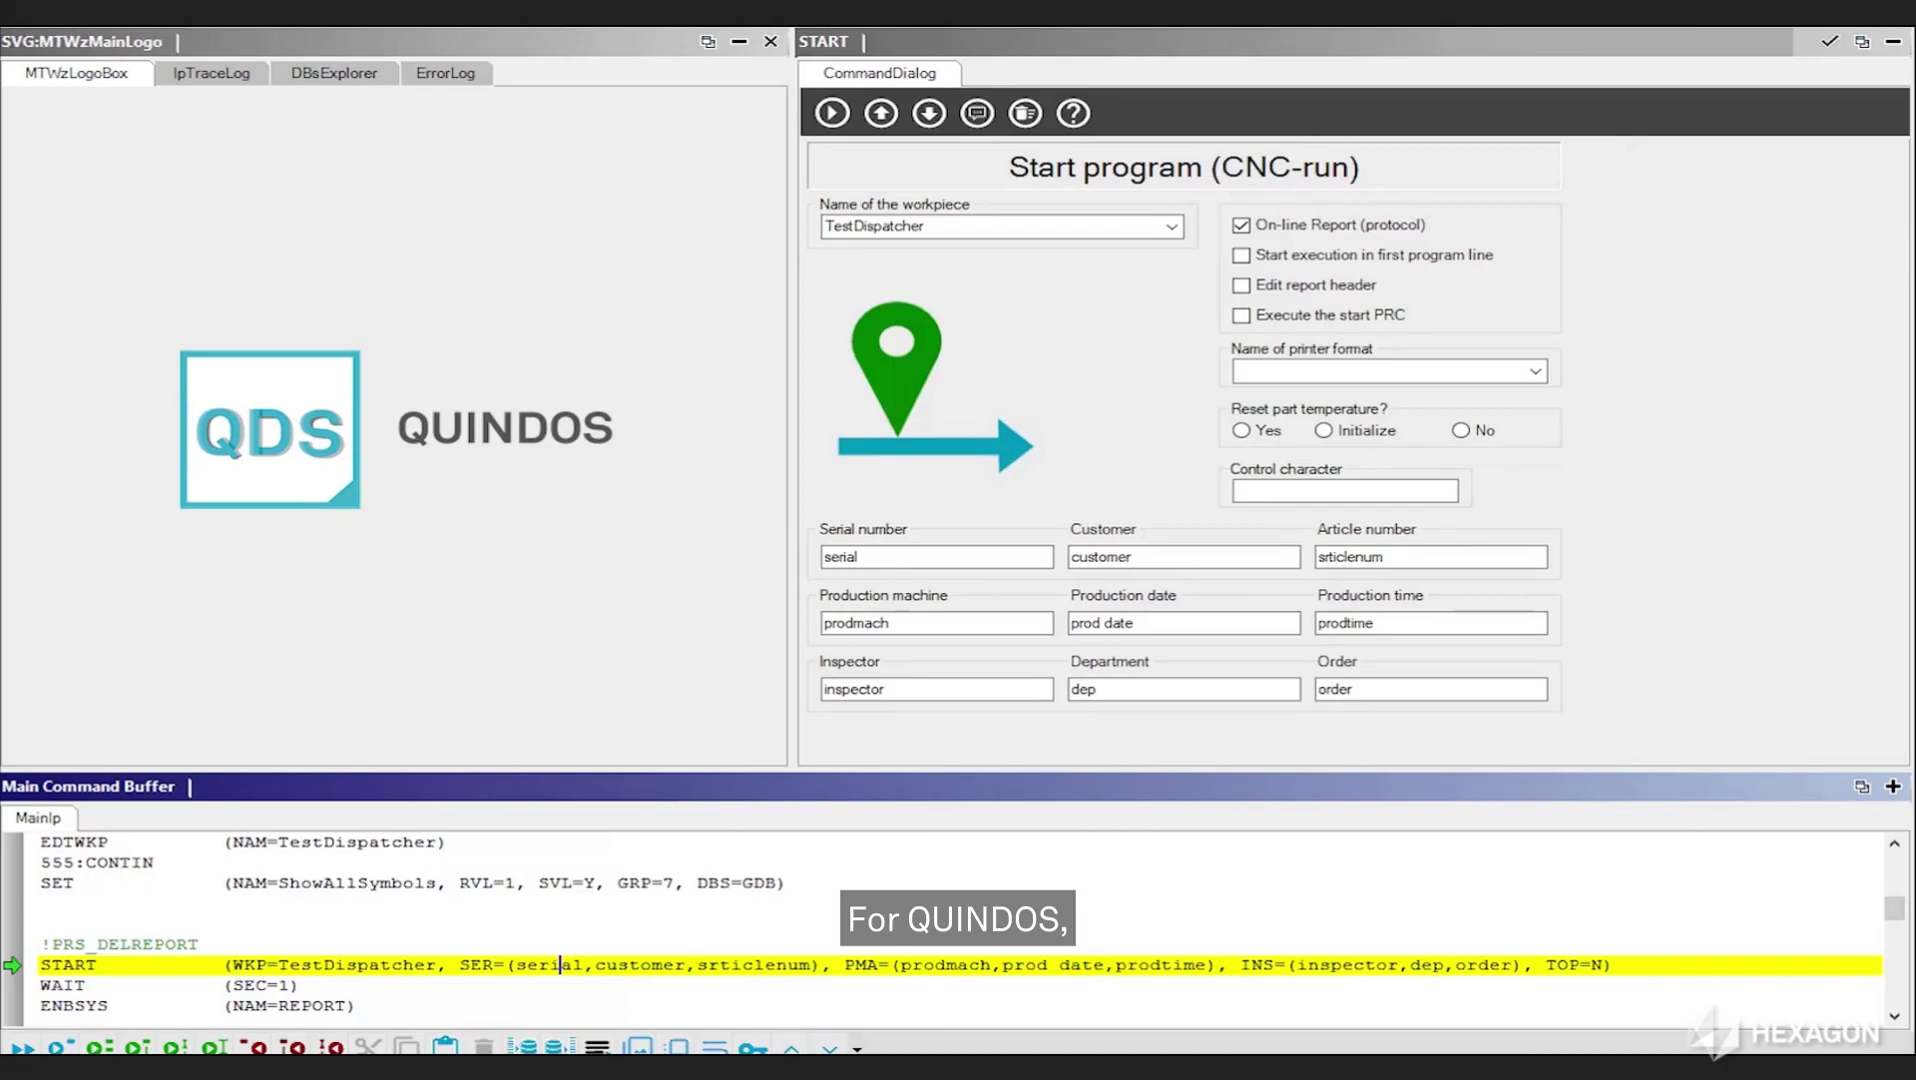 SVG:MTWzMainLogo
START
MTWzLogoBox
IpTraceLog
DBsExplorer
ErrorLog
CommandDialog
Start program (CNC-run)
Name of the workpiece
TestDispatcher
On-line Report (protocol)
Start execution in first program line
Edit report header
Execute the start PRC
Name of printer format
Reset part temperature?
Yes
Initialize
No
Control character
QDS
QUINDOS
Serial number
Customer
Article number
serial
customer
srticlenum
Production machine
Production date
Production time
prodmach
prod date
prodtime
Inspector
Department
Order
inspector
dep
order
Main Command Buffer
MainIp
EDTWKP (NAM=TestDispatcher)
555:CONTIN
SET (NAM=ShowAllSymbols, RVL=1, SVL=Y, GRP=7, DBS=GDB)
For QUINDOS,
!PRS_DELREPORT
START (WKP=TestDispatcher, SER=(serial,customer,srticlenum), PMA=(prodmach,prod date,prodtime), INS=(inspector,dep,order), TOP=N)
WAIT (SEC=1)
ENBSYS (NAM=REPORT)
HEXAGON